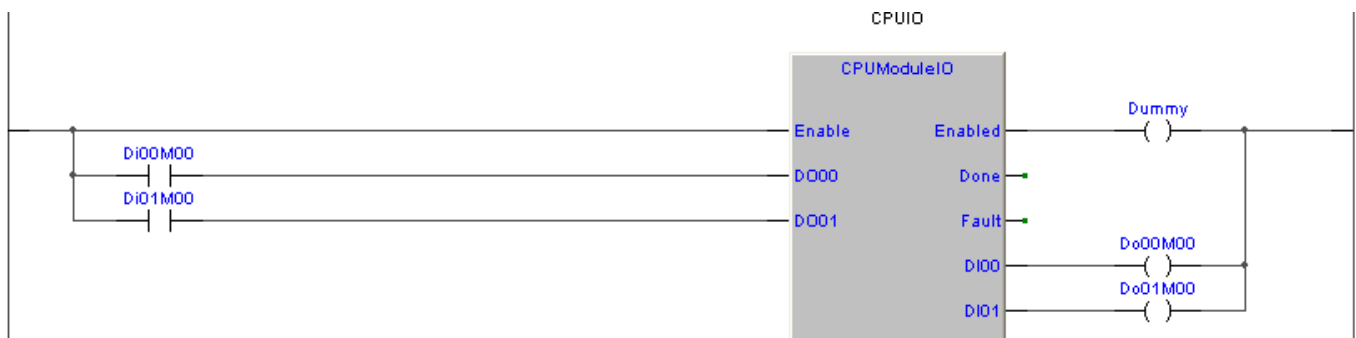 CPUIO
CPUModuleIO
Dummy
Enable Enabled
Di00M00
DO00 Done
Di01M00
DO01 Fault
Do00M00
DI00
Do01M00
DI01